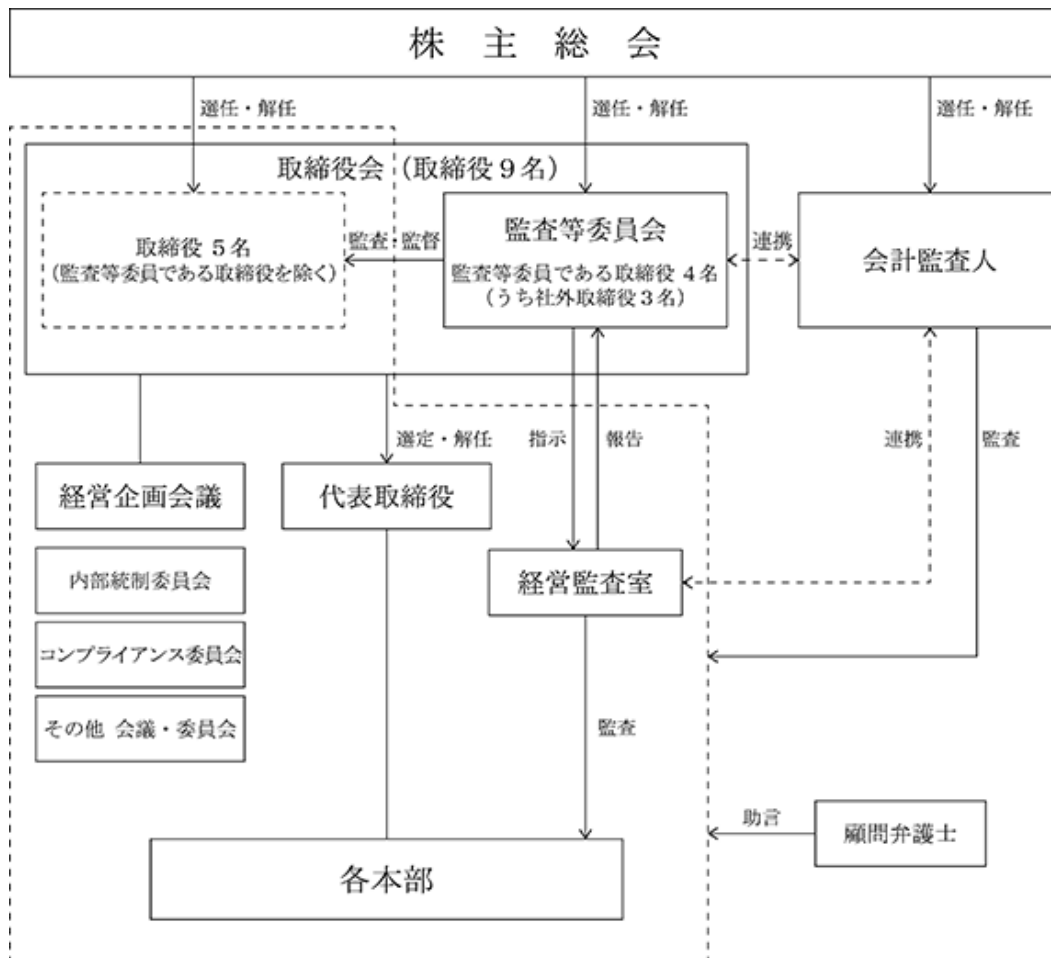 株主総会
選任・解任
選任・解任
選任・解任
取締役会（取締役９名）
取締役 5名
（監査等委員である取締役を除く）
監査・監督
監査等委員会
監査等委員である取締役 4名
（うち社外取締役３名）
連携
会計監査人
選定・解任
指示
報告
連携
監査
経営企画会議
代表取締役
内部統制委員会
経営監査室
コンプライアンス委員会
その他 会議・委員会
監査
助言
顧問弁護士
各本部